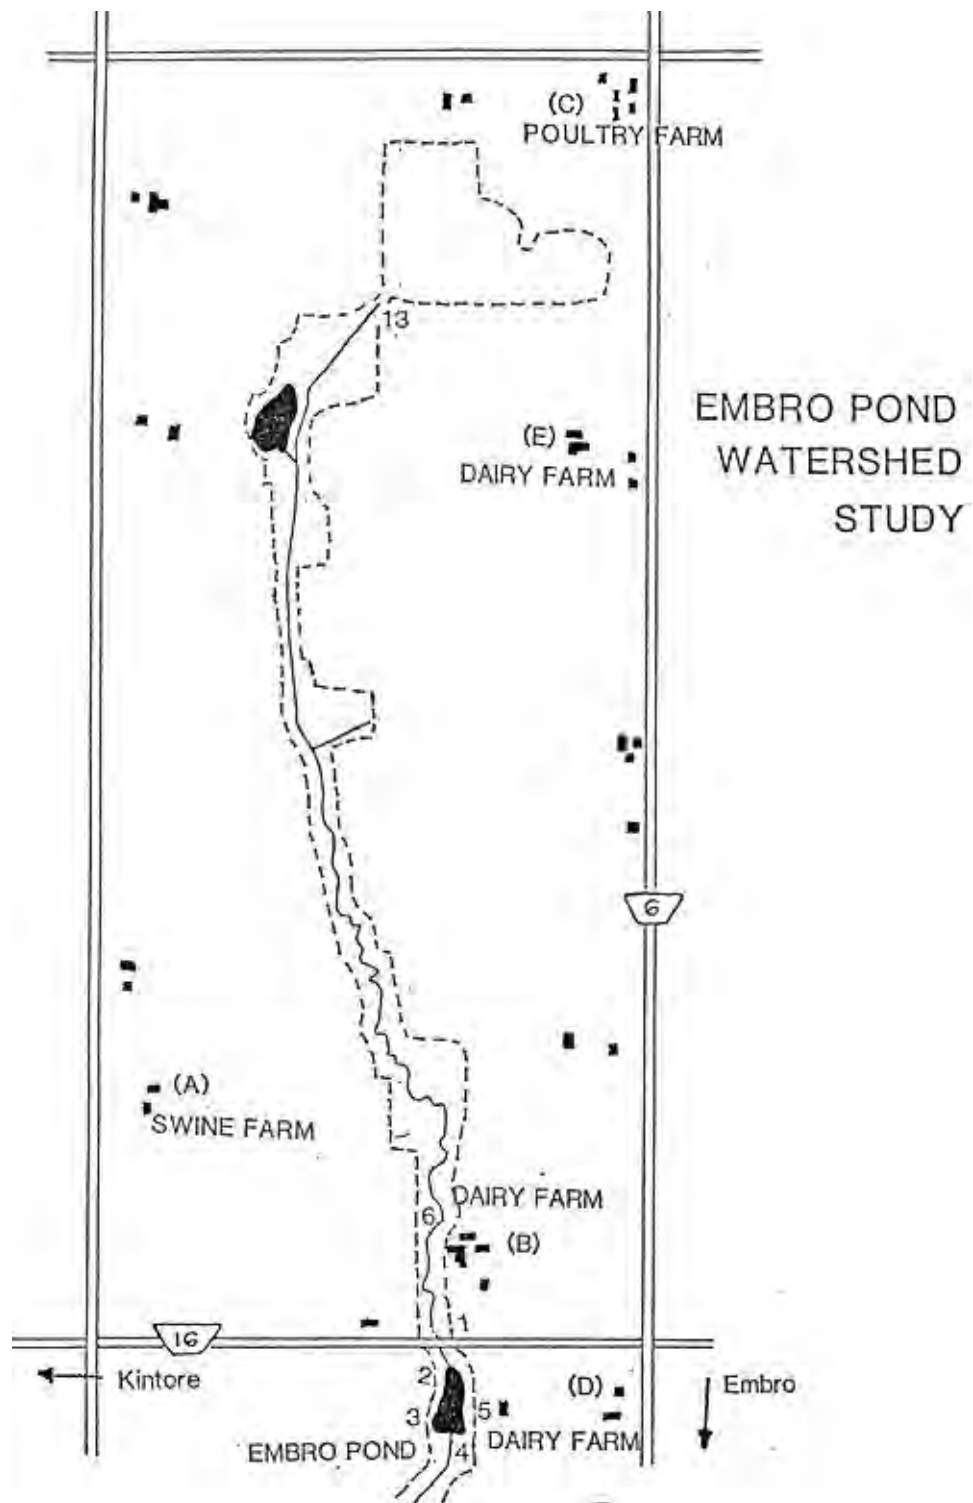 (C)
POULTRY FARM
13
EMBRO POND
WATERSHED
STUDY
(E)
DAIRY FARM
6
(A)
SWINE FARM
DAIRY FARM
6
(B)
1
16
Kintore
2
(D)
Embro
3
5
DAIRY FARM
EMBRO POND
4